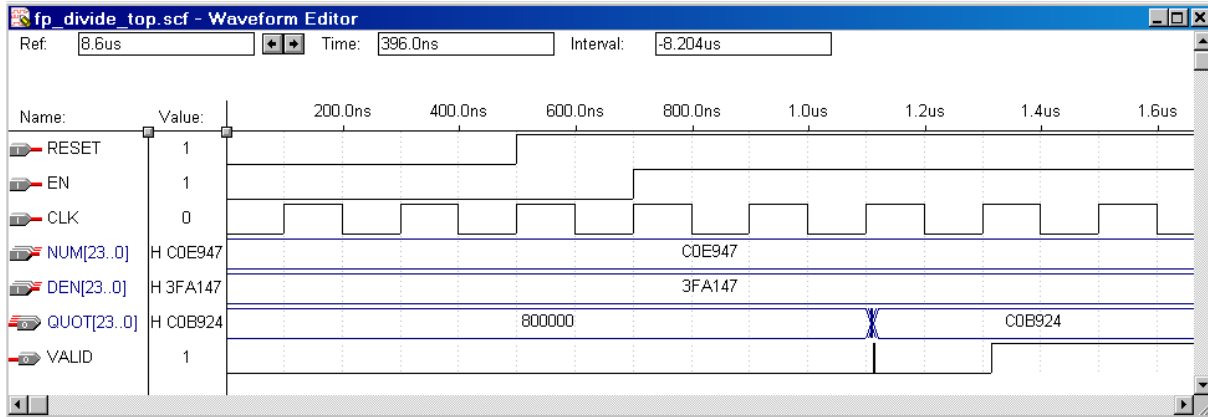 fp_divide_top.scf - Waveform Editor
Ref: 8.6us Time: 396.0ns Interval: -8.204us
Name: Value: 200.0ns 400.0ns 600.0ns 800.0ns 1.0us 1.2us 1.4us 1.6us
RESET 1
EN 1
CLK 0
NUM[23..0] H C0E947 C0E947
DEN[23..0] H 3FA147 3FA147
QUOT[23..0] H C0B924 800000 C0B924
VALID 1